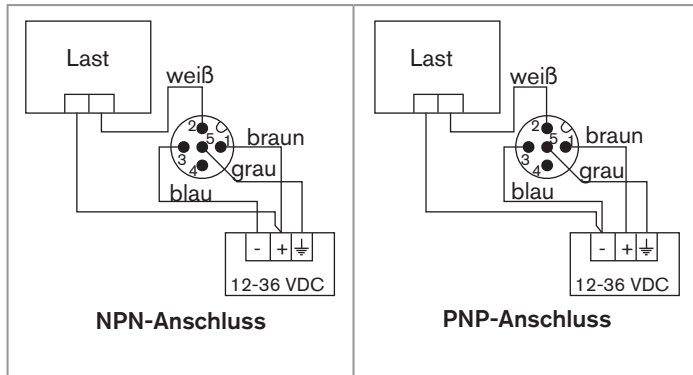 Last
weiß
2
5
1
braun
3
4
grau
blau
- +
12-36 VDC
NPN-Anschluss
Last
weiß
2
5
1
braun
3
4
grau
blau
- +
12-36 VDC
PNP-Anschluss